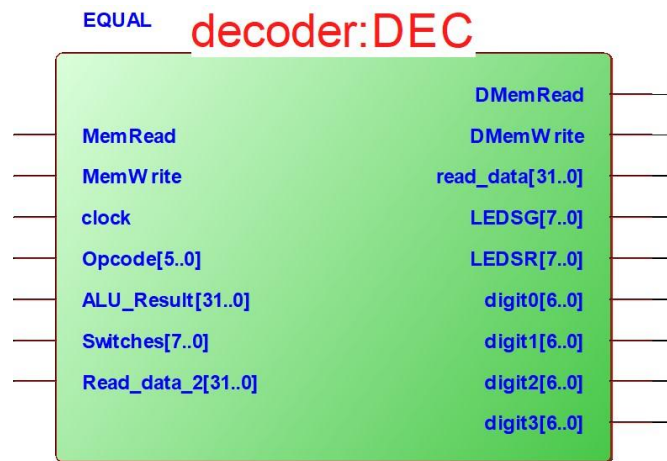 EQUAL
decoder:DEC
DMemRead
MemRead
DMemWrite
MemWrite
read_data[31..0]
clock
LEDSG[7..0]
Opcode[5..0]
LEDSR[7..0]
ALU_Result[31..0]
digit0[6..0]
Switches[7..0]
digit1[6..0]
Read_data_2[31..0]
digit2[6..0]
digit3[6..0]